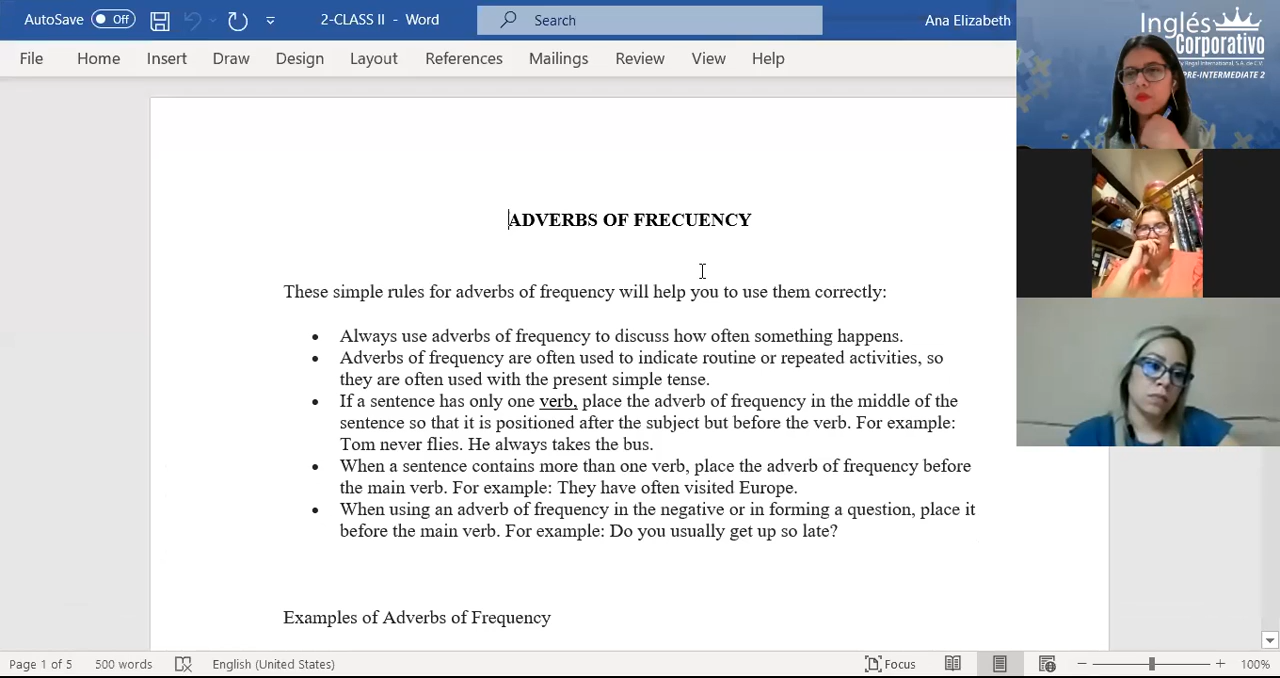 AutoSave Off 2-CLASS II - Word Search Ana Elizabeth
File Home Insert Draw Design Layout References Mailings Review View Help
Inglés
Corporativo
PRE-INTERMEDIATE 2
ADVERBS OF FRECUENCY
These simple rules for adverbs of frequency will help you to use them correctly:
• Always use adverbs of frequency to discuss how often something happens.
• Adverbs of frequency are often used to indicate routine or repeated activities, so
they are often used with the present simple tense.
• If a sentence has only one verb, place the adverb of frequency in the middle of the
sentence so that it is positioned after the subject but before the verb. For example:
Tom never flies. He always takes the bus.
• When a sentence contains more than one verb, place the adverb of frequency before
the main verb. For example: They have often visited Europe.
• When using an adverb of frequency in the negative or in forming a question, place it
before the main verb. For example: Do you usually get up so late?
Examples of Adverbs of Frequency
Page 1 of 5 500 words English (United States) Focus 100%